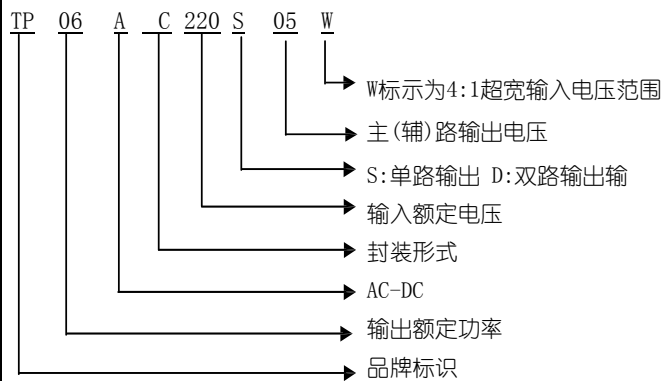 TP 06 A C 220 S 05 W
W标示为4:1超宽输入电压范围
主(辅)路输出电压
S:单路输出 D:双路输出输
输入额定电压
封装形式
AC-DC
输出额定功率
品牌标识